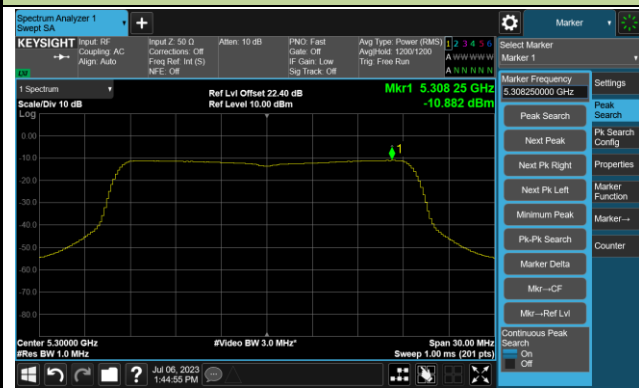 Spectrum Analyzer 1
Swept SA
Marker
KEYSIGHT
Input: RF
Coupling: AC
Align: Auto
Input Z: 50 Ω
Corrections: Off
Freq Ref: Int (S)
NFE: Off
Atten: 10 dB
PNO: Fast
Gate: Off
IF Gain: Low
Sig Track: Off
Avg Type: Power (RMS)
Avg|Hold: 1200/1200
Trig: Free Run
1 2 3 4 5 6
A W W W W W
A N N N N N
Select Marker
Marker 1
1 Spectrum
Scale/Div 10 dB
Log
Ref Lvl Offset 22.40 dB
Ref Level 10.00 dBm
Mkr1 5.308 25 GHz
-10.882 dBm
0.00
-10.0
-20.0
-30.0
-40.0
-50.0
-60.0
-70.0
-80.0
1
Center 5.30000 GHz
#Res BW 1.0 MHz
#Video BW 3.0 MHz*
Span 30.00 MHz
Sweep 1.00 ms (201 pts)
Marker Frequency
5.308250000 GHz
Peak Search
Next Peak
Next Pk Right
Next Pk Left
Minimum Peak
Pk-Pk Search
Marker Delta
Mkr→CF
Mkr→Ref Lvl
Continuous Peak
Search
On
Off
Settings
Peak
Search
Pk Search
Config
Properties
Marker
Function
Marker→
Counter
Jul 06, 2023
1:44:55 PM